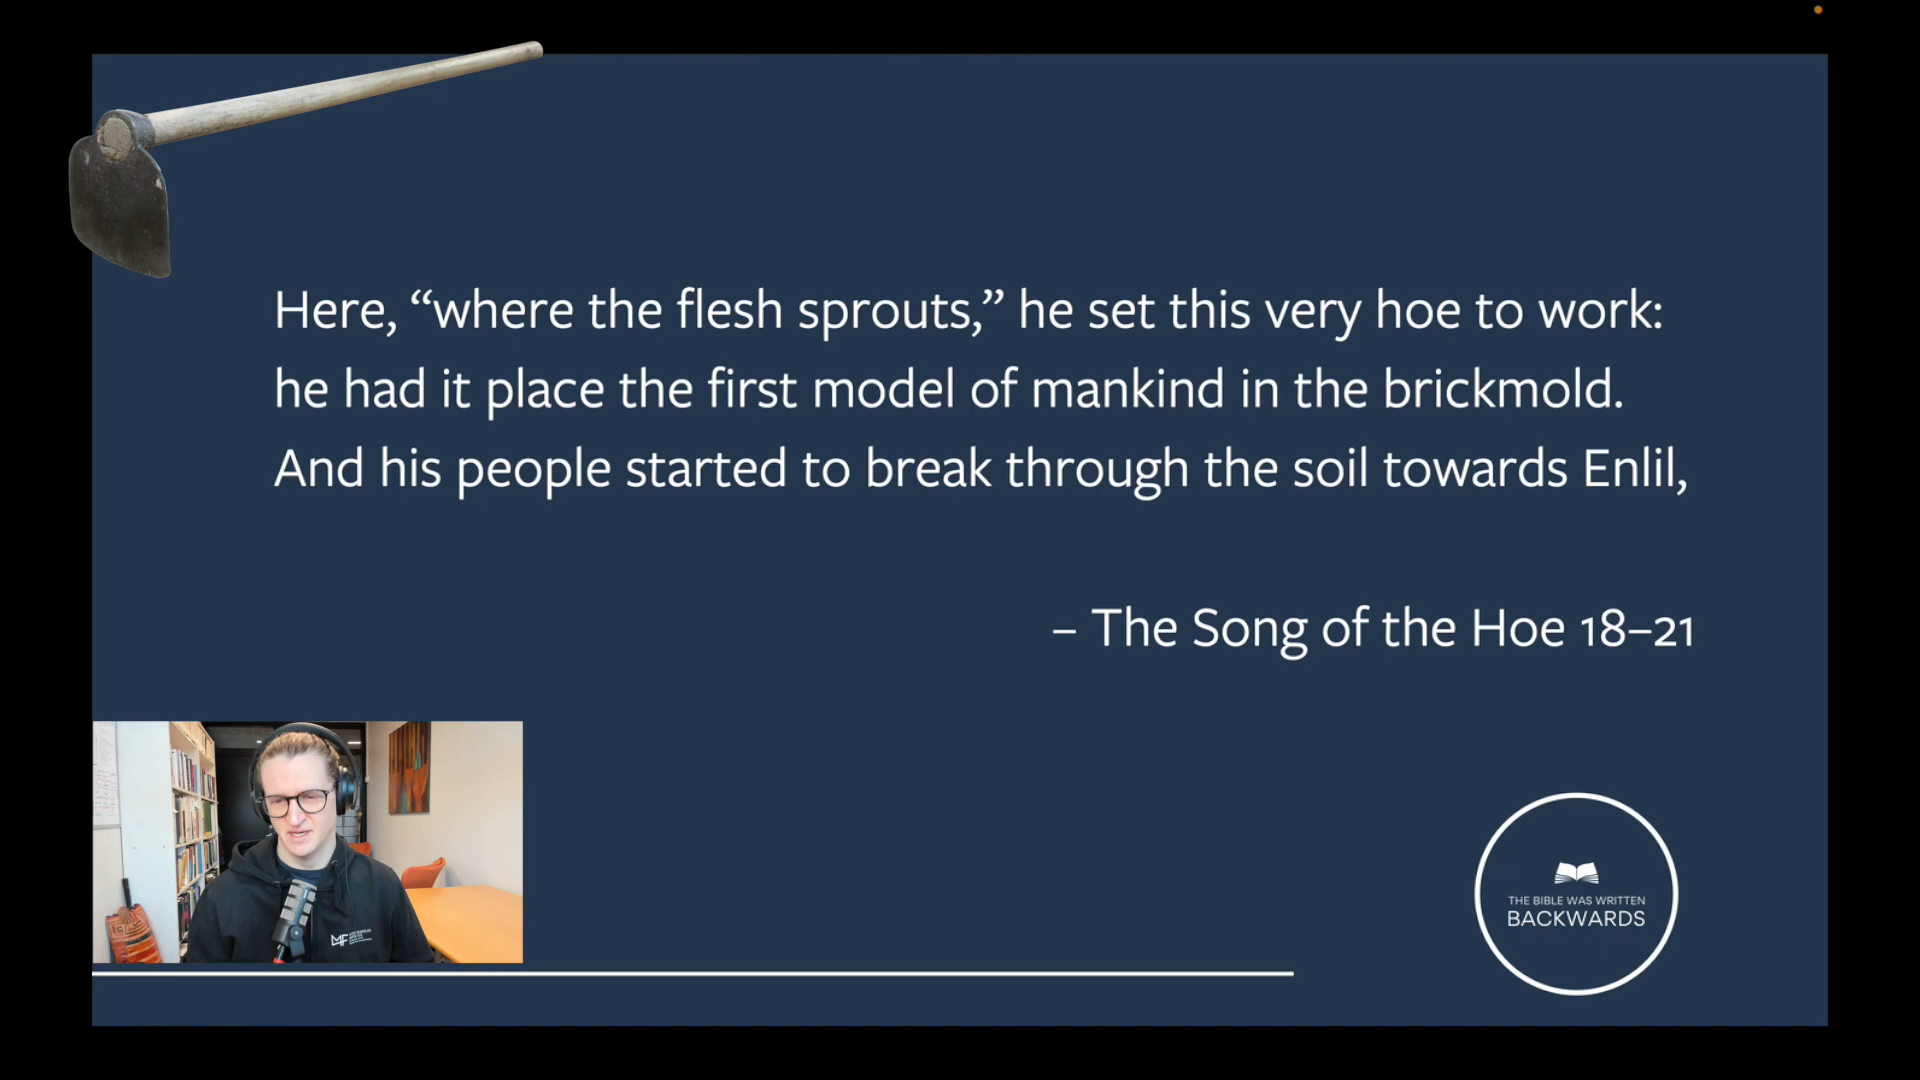 Here, “where the flesh sprouts,” he set this very hoe to work:
he had it place the first model of mankind in the brickmold.
And his people started to break through the soil towards Enlil,
– The Song of the Hoe 18–21
MF
THE BIBLE WAS WRITTEN
BACKWARDS